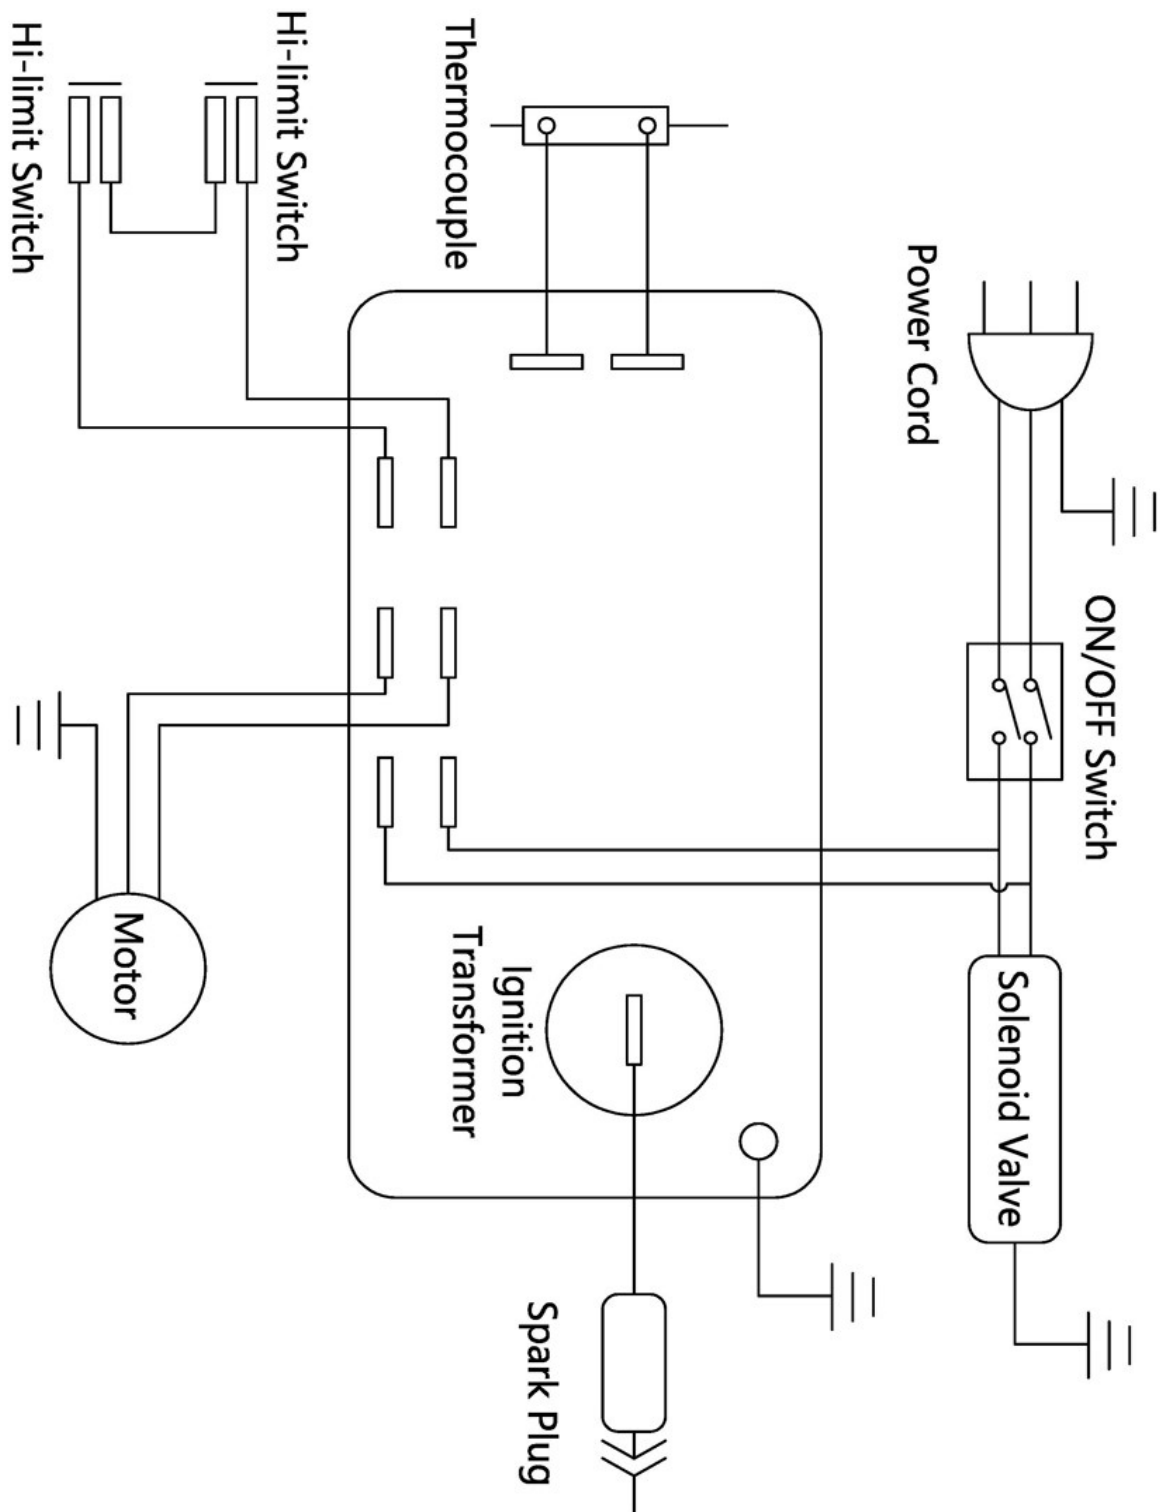 ON/OFF Switch
Solenoid Valve
Power Cord
Spark Plug
Ignition
Transformer
Thermocouple
Hi-limit Switch
Motor
Hi-limit Switch